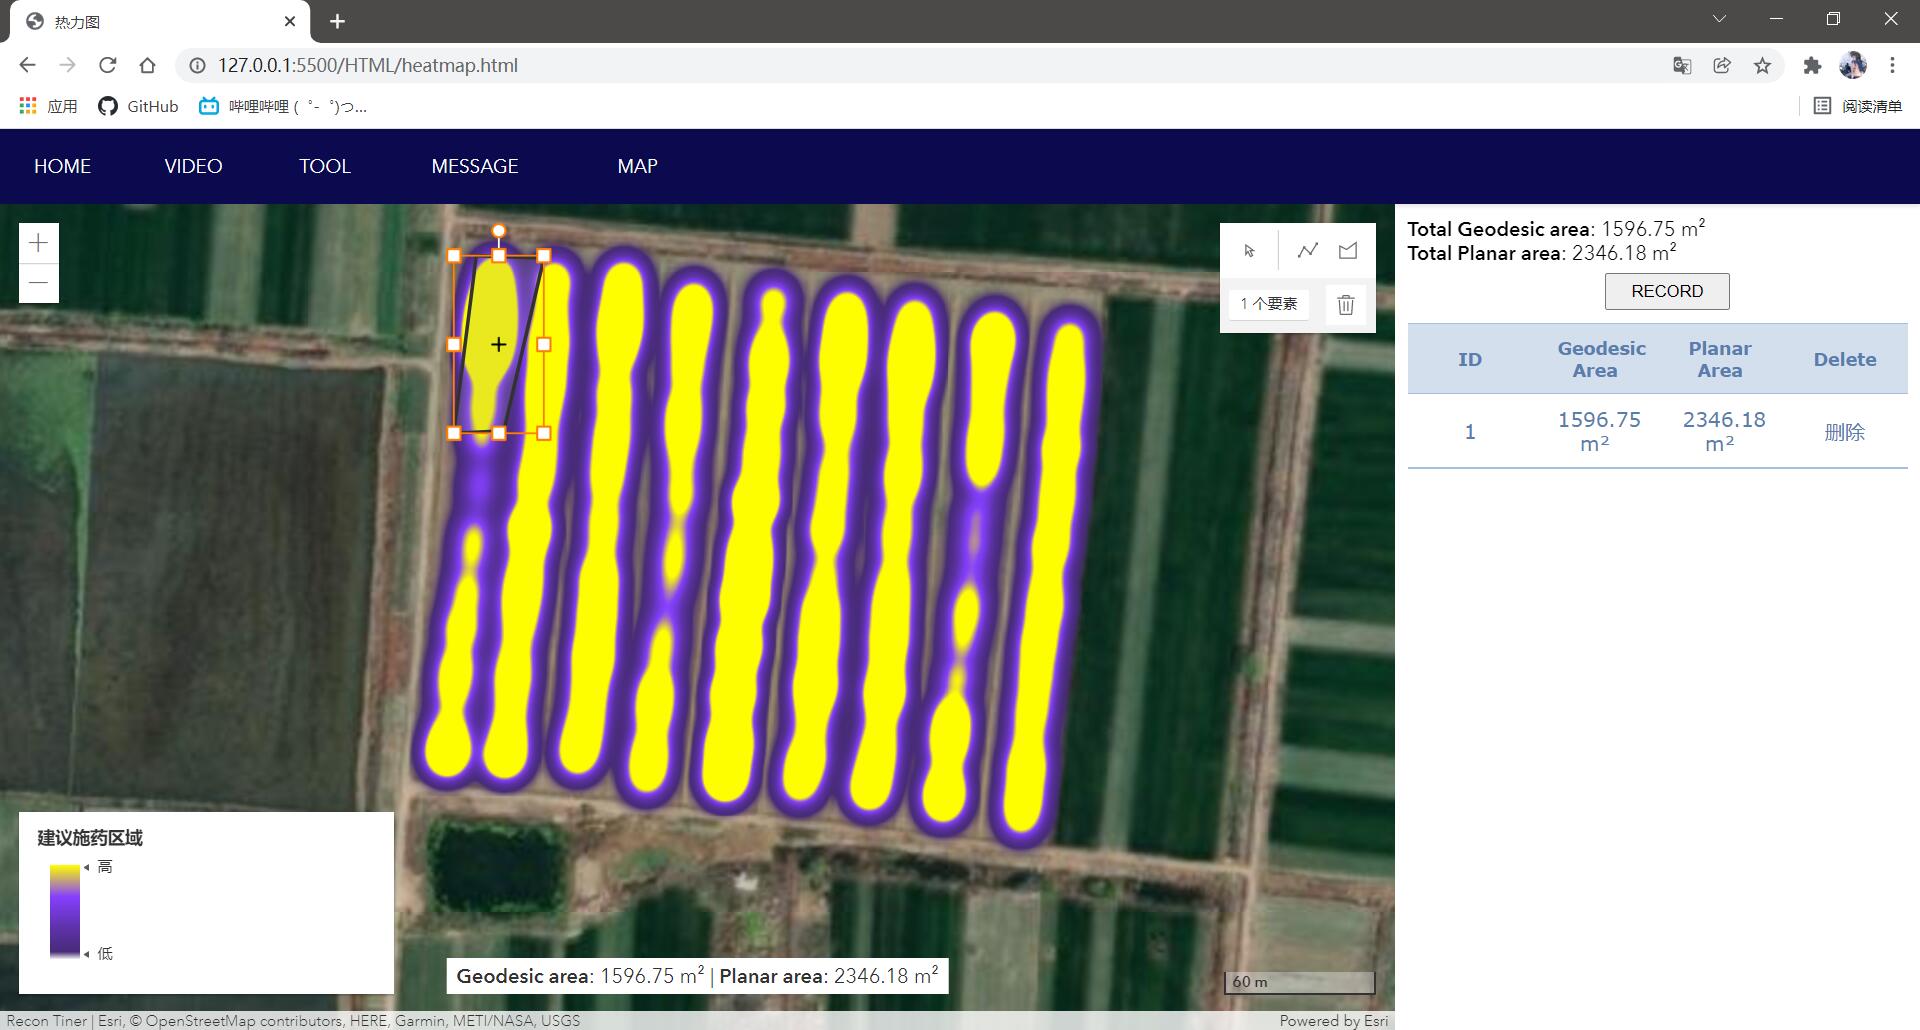 热力图
127.0.0.1:5500/HTML/heatmap.html
应用 GitHub 哔哩哔哩 ( ゜- ゜)つ... 阅读清单
HOME VIDEO TOOL MESSAGE MAP
1 个要素
Total Geodesic area: 1596.75 m²
Total Planar area: 2346.18 m²
RECORD
ID Geodesic Area Planar Area Delete
1 1596.75 m² 2346.18 m² 删除
建议施药区域
高
低
Geodesic area: 1596.75 m² | Planar area: 2346.18 m²
60 m
Recon Tiner | Esri, © OpenStreetMap contributors, HERE, Garmin, METI/NASA, USGS
Powered by Esri